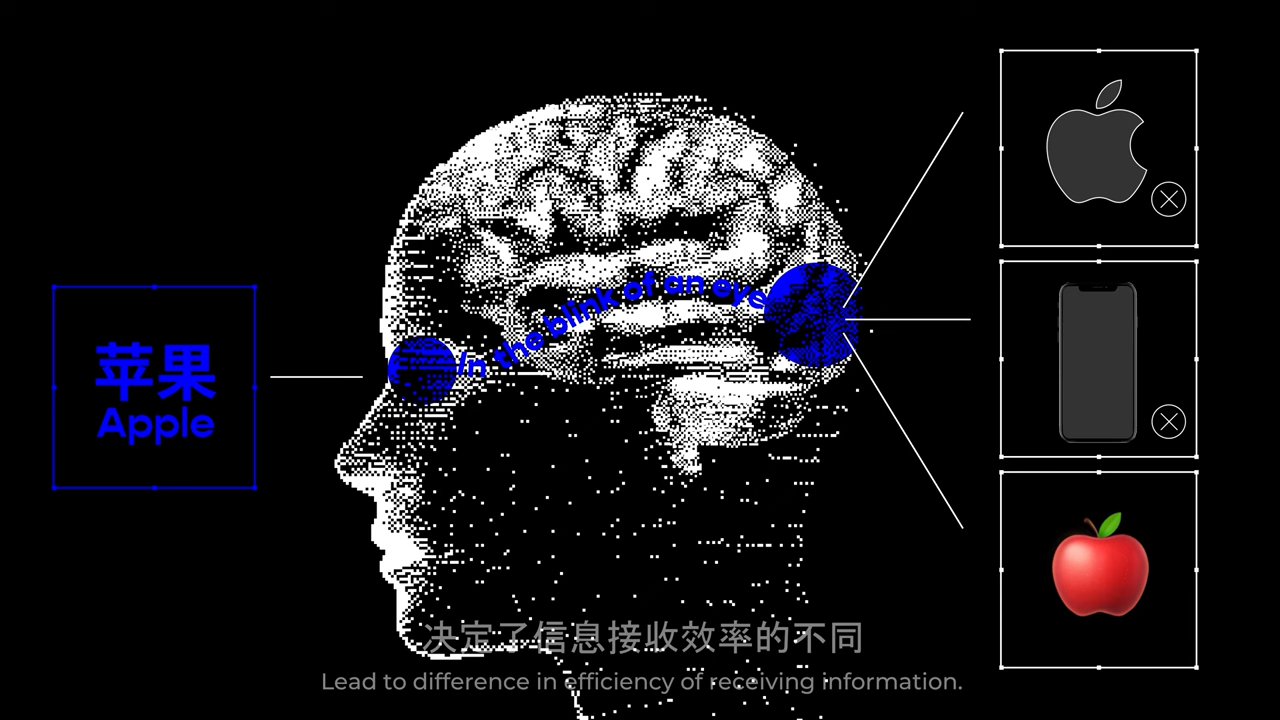 苹果
Apple
In the blink of an eye
决定了信息接收效率的不同
Lead to difference in efficiency of receiving information.